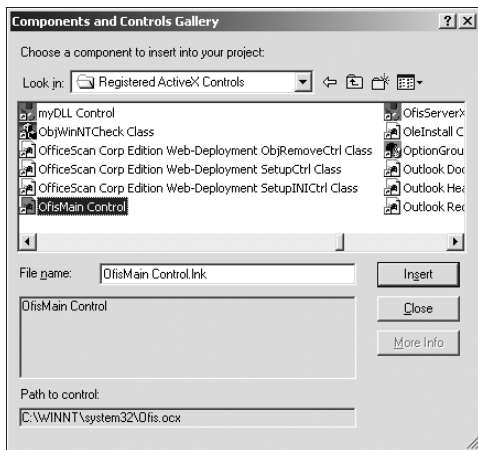 Components and Controls Gallery
Choose a component to insert into your project:
Look in: Registered ActiveX Controls
myDLL Control
ObjWinNTCheck Class
OfficeScan Corp Edition Web-Deployment ObjRemoveCtrl Class
OfficeScan Corp Edition Web-Deployment SetupCtrl Class
OfficeScan Corp Edition Web-Deployment SetupINICtrl Class
OfisMain Control
OfisServerX
OleInstall C
OptionGrou
Outlook Doc
Outlook Hea
Outlook Rec
File name: OfisMain Control.lnk
Insert
OfisMain Control
Close
More Info
Path to control:
C:\WINNT\system32\Ofis.ocx